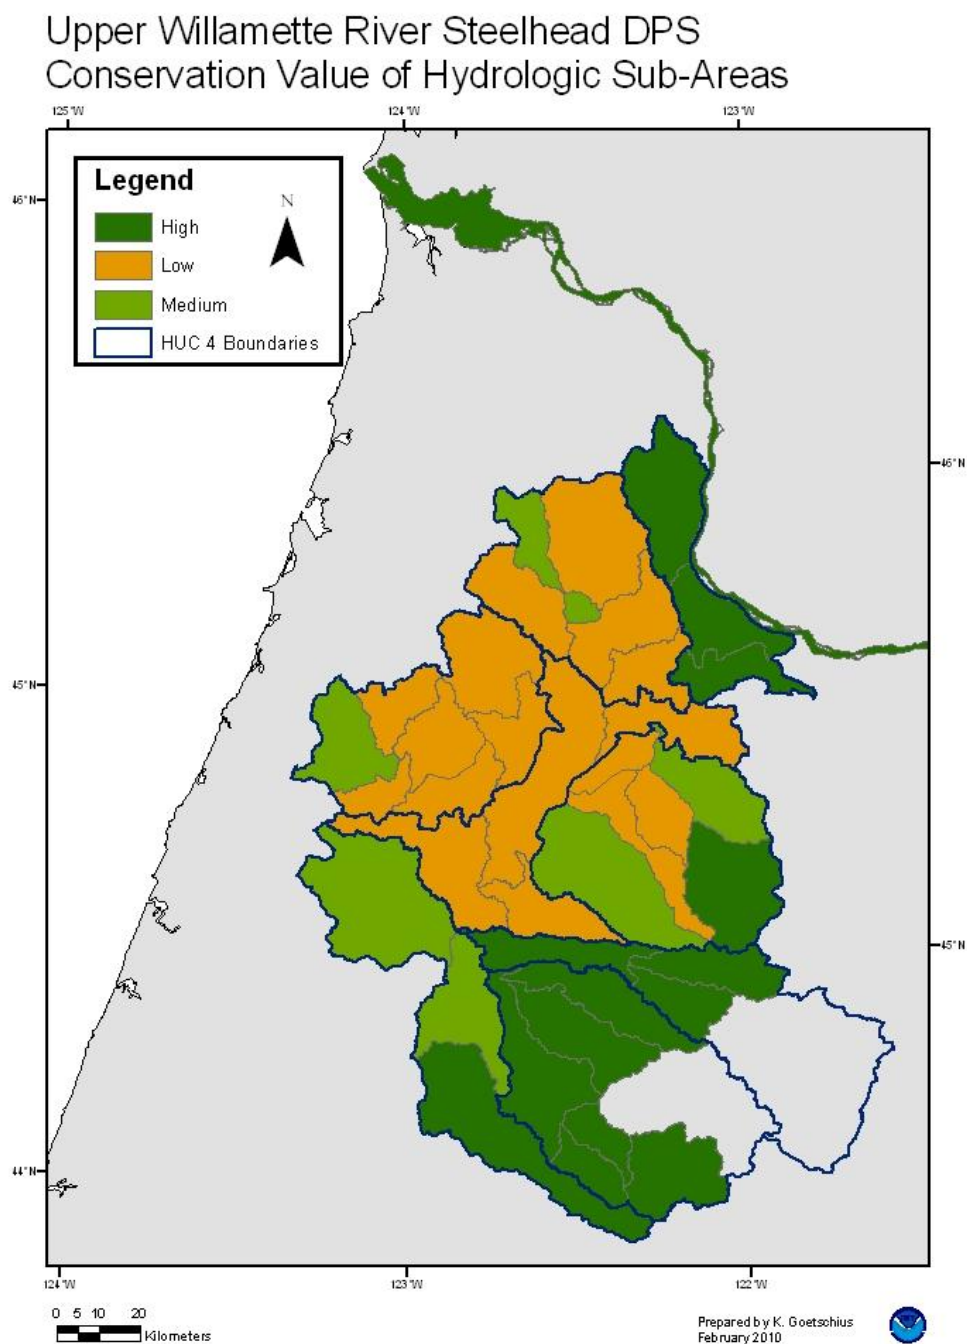 Upper Willamette River Steelhead DPS
Conservation Value of Hydrologic Sub-Areas
125°W 124°W 123°W
Legend
N
High
Low
Medium
HUC 4 Boundaries
46°N
46°N
45°N
45°N
44°N
124°W 123°W 122°W
0 5 10 20
Kilometers
Prepared by K. Goetschius
February 2010